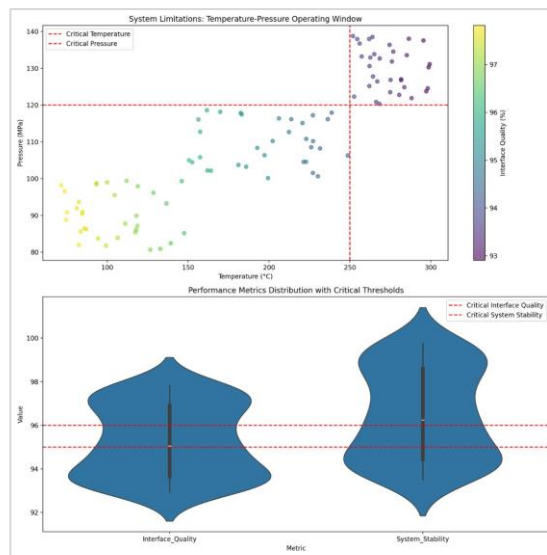 System Limitations: Temperature-Pressure Operating Window
Critical Temperature
Critical Pressure
140
130
120
110
100
90
80
Pressure (MPa)
100
150
200
250
300
Temperature (°C)
97
96
95
94
93
Interface Quality (%)
Performance Metrics Distribution with Critical Thresholds
Critical Interface Quality
Critical System Stability
100
98
96
94
92
Value
Interface_Quality
System_Stability
Metric